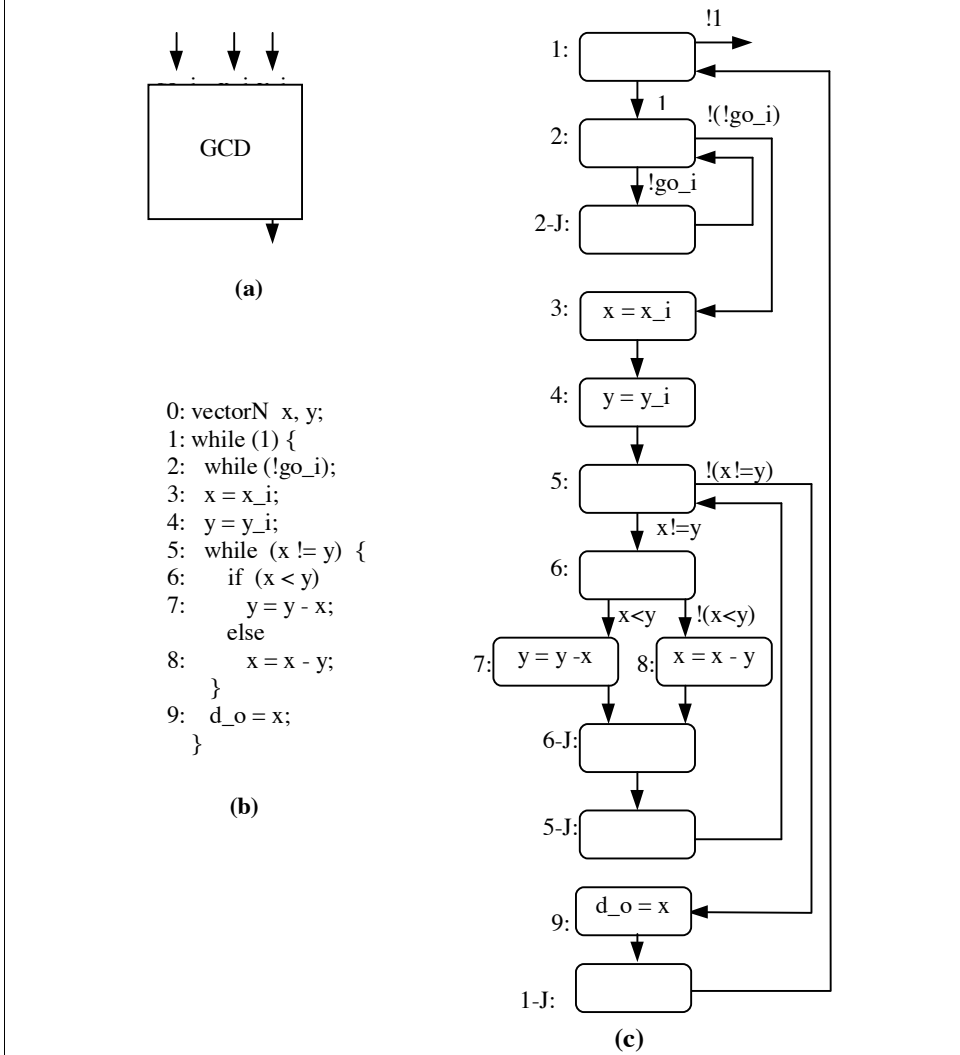 GCD
(a)
0: vectorN x, y;
1: while (1) {
2: while (!go_i);
3: x = x_i;
4: y = y_i;
5: while (x != y) {
6: if (x < y)
7: y = y - x;
else
8: x = x - y;
}
9: d_o = x;
}
(b)
!1
1:
1
!(!go_i)
2:
!go_i
2-J:
3: x = x_i
4: y = y_i
5:
!(x!=y)
x!=y
6:
x<y !(x<y)
7: y = y -x 8: x = x - y
6-J:
5-J:
9: d_o = x
1-J:
(c)